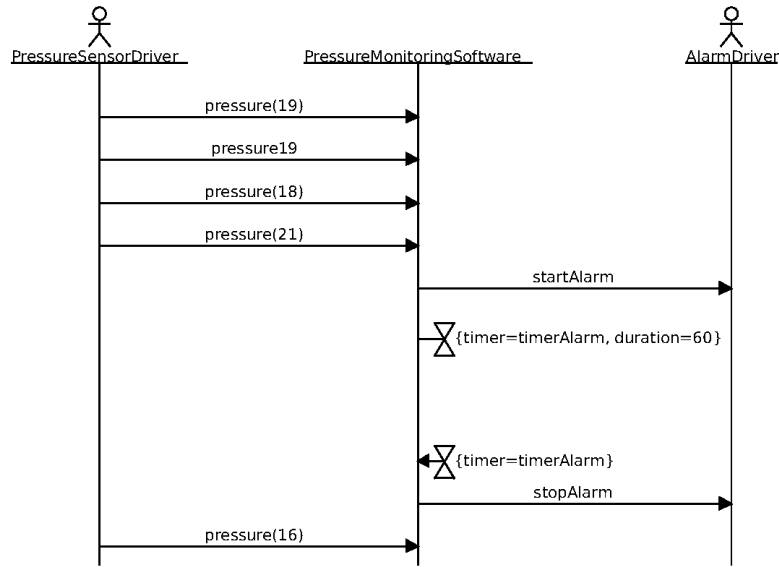 PressureSensorDriver PressureMonitoringSoftware AlarmDriver
pressure(19)
pressure19
pressure(18)
pressure(21)
startAlarm
{timer=timerAlarm, duration=60}
{timer=timerAlarm}
stopAlarm
pressure(16)